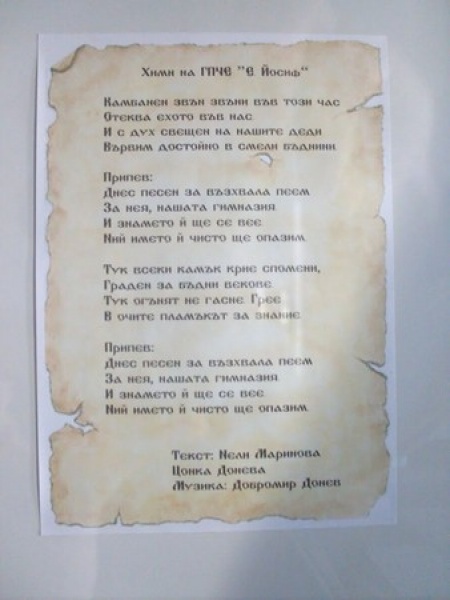 Химн на ГПЧЕ "Е Йосиф"
Камбанен звън звъни във този час
Отеква ехото във нас
И с дух свещен на нашите деди
Вървим достойно в смели бъднини
Припев:
Днес песен за възхвала пеем
За нея, нашата гимназия
И знамето й ще се вее
Ний името й чисто ще опазим
Тук всеки камък крие спомени,
Граден за бъдни векове
Тук огънят не гасне Грее
В очите пламъкът за знание
Припев:
Днес песен за възхвала пеем
За нея, нашата гимназия
И знамето й ще се вее
Ний името й чисто ще опазим
Текст: Нели Маринова
Цонка Донева
Музика: Добромир Донев